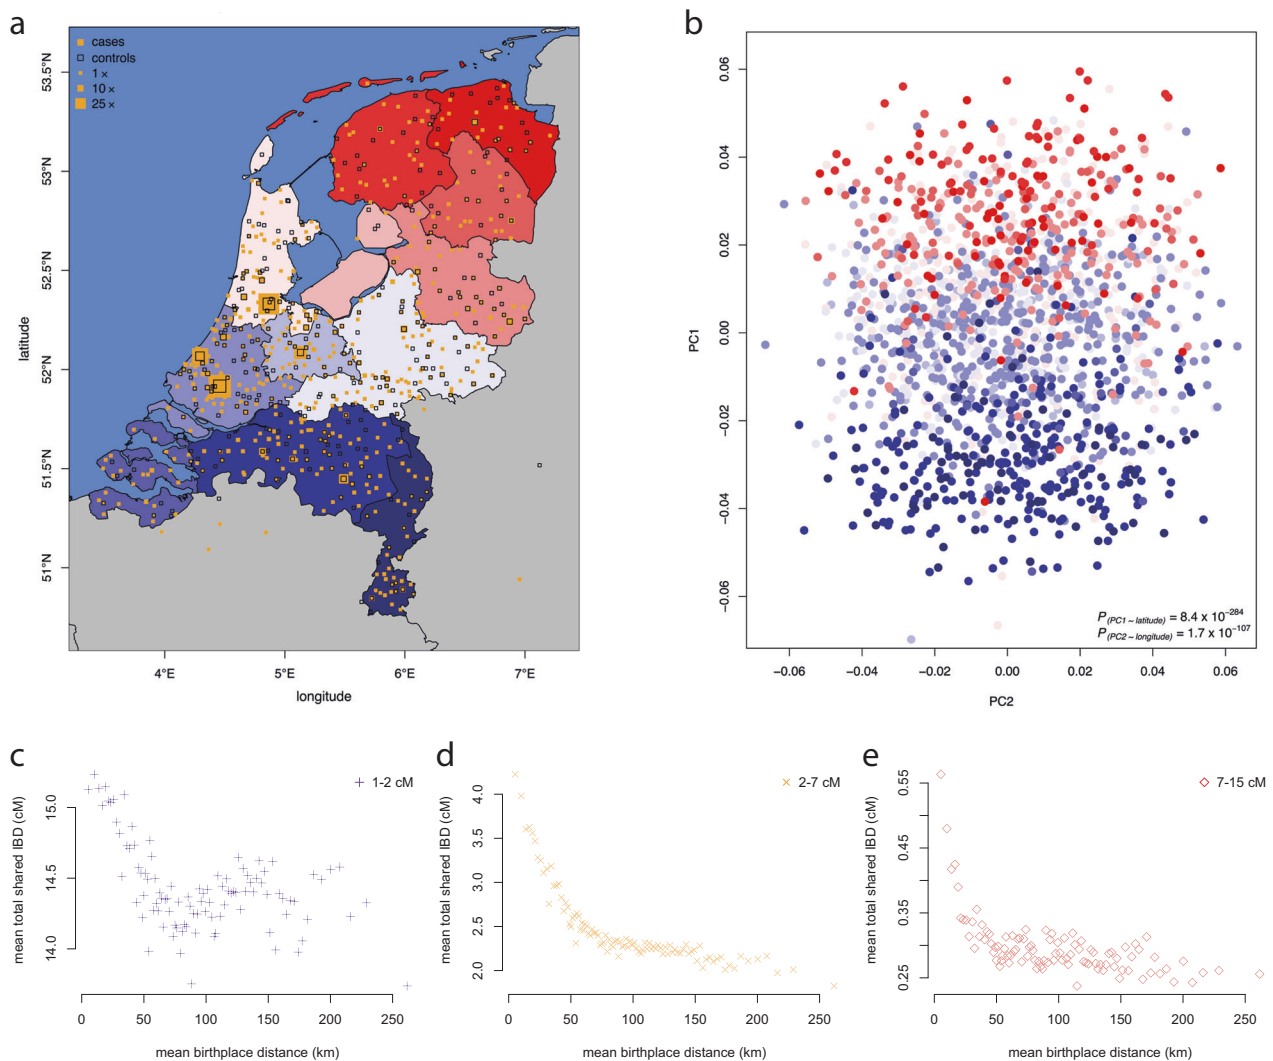 a
cases
controls
1 ×
10 ×
25 ×
53.5°N
53°N
52.5°N
52°N
51.5°N
51°N
latitude
4°E 5°E 6°E 7°E
longitude
b
0.06
0.04
0.02
0.00
−0.02
−0.04
−0.06
PC1
P(PC1 ~ latitude) = 8.4 x 10−284
P(PC2 ~ longitude) = 1.7 x 10−107
−0.06 −0.04 −0.02 0.00 0.02 0.04 0.06
PC2
c
1-2 cM
15.0
14.5
14.0
mean total shared IBD (cM)
0 50 100 150 200 250
mean birthplace distance (km)
d
2-7 cM
4.0
3.5
3.0
2.5
2.0
mean total shared IBD (cM)
0 50 100 150 200 250
mean birthplace distance (km)
e
7-15 cM
0.55
0.45
0.35
0.25
mean total shared IBD (cM)
0 50 100 150 200 250
mean birthplace distance (km)